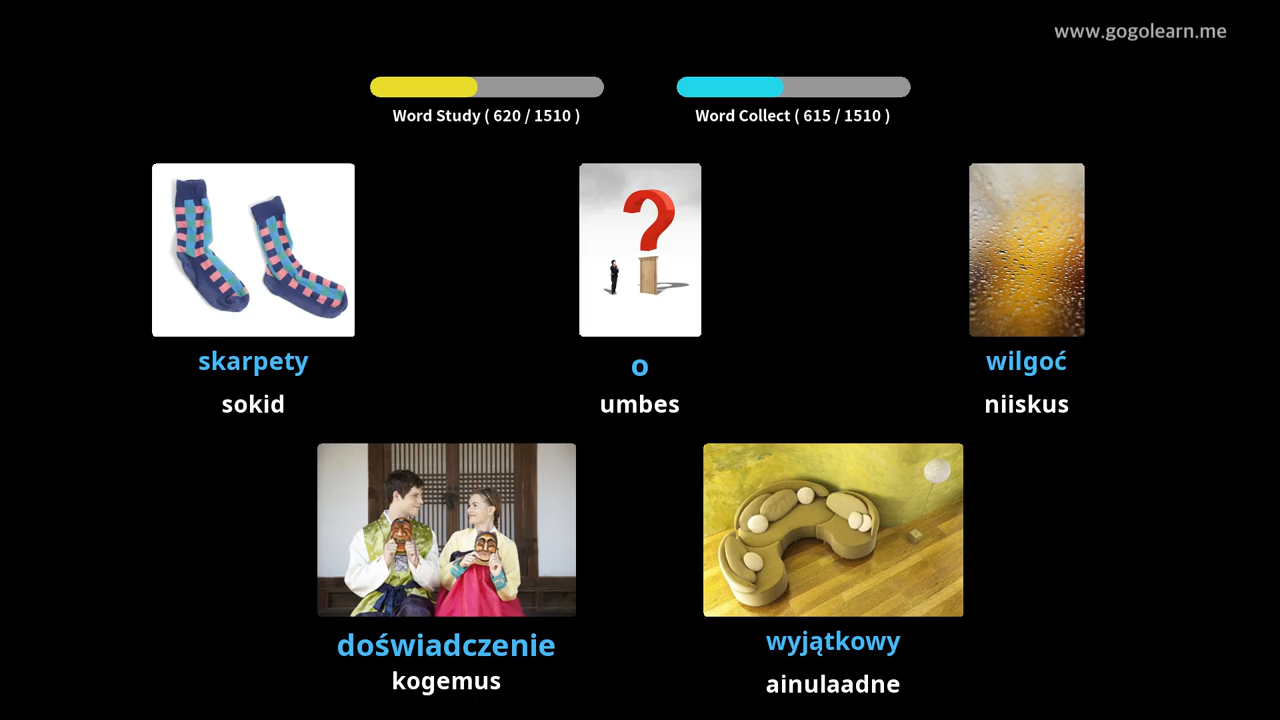 www.gogolearn.me
Word Study ( 620 / 1510 )
Word Collect ( 615 / 1510 )
skarpety
sokid
o
umbes
wilgoć
niiskus
doświadczenie
kogemus
wyjątkowy
ainulaadne